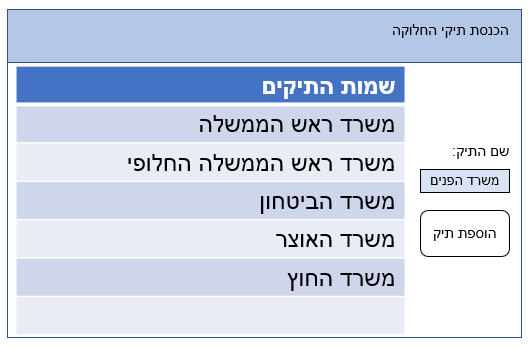 הכנסת תיקי החלוקה
שם התיק:
משרד הפנים
הוספת תיק
שמות התיקים
משרד ראש הממשלה
משרד ראש הממשלה החלופי
משרד הביטחון
משרד האוצר
משרד החוץ